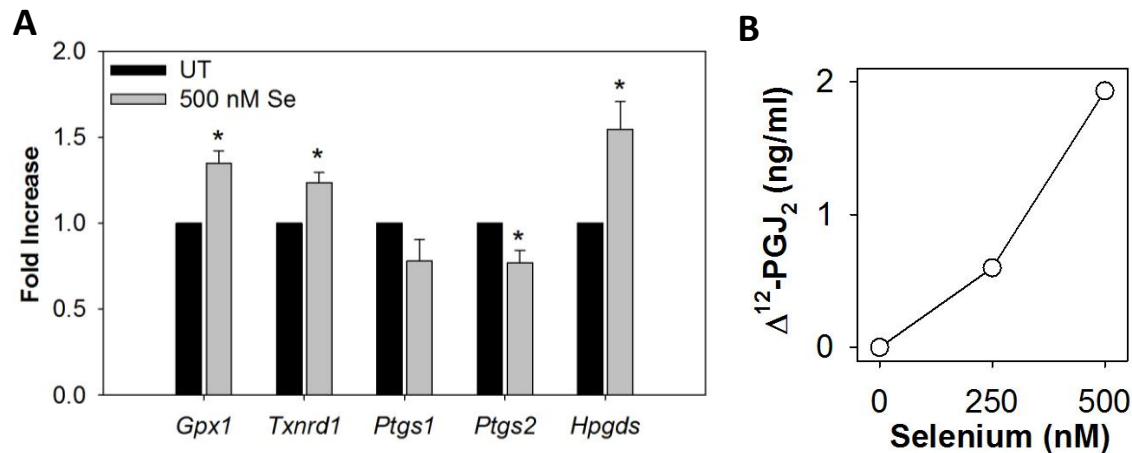 A
2.0
UT
500 nM Se
*
*
*
*
1.5
1.0
0.5
0.0
Fold Increase
Gpx1 Txnrd1 Ptgs1 Ptgs2 Hpgds
B
2
1
0
Δ¹²-PGJ₂ (ng/ml)
0 250 500
Selenium (nM)